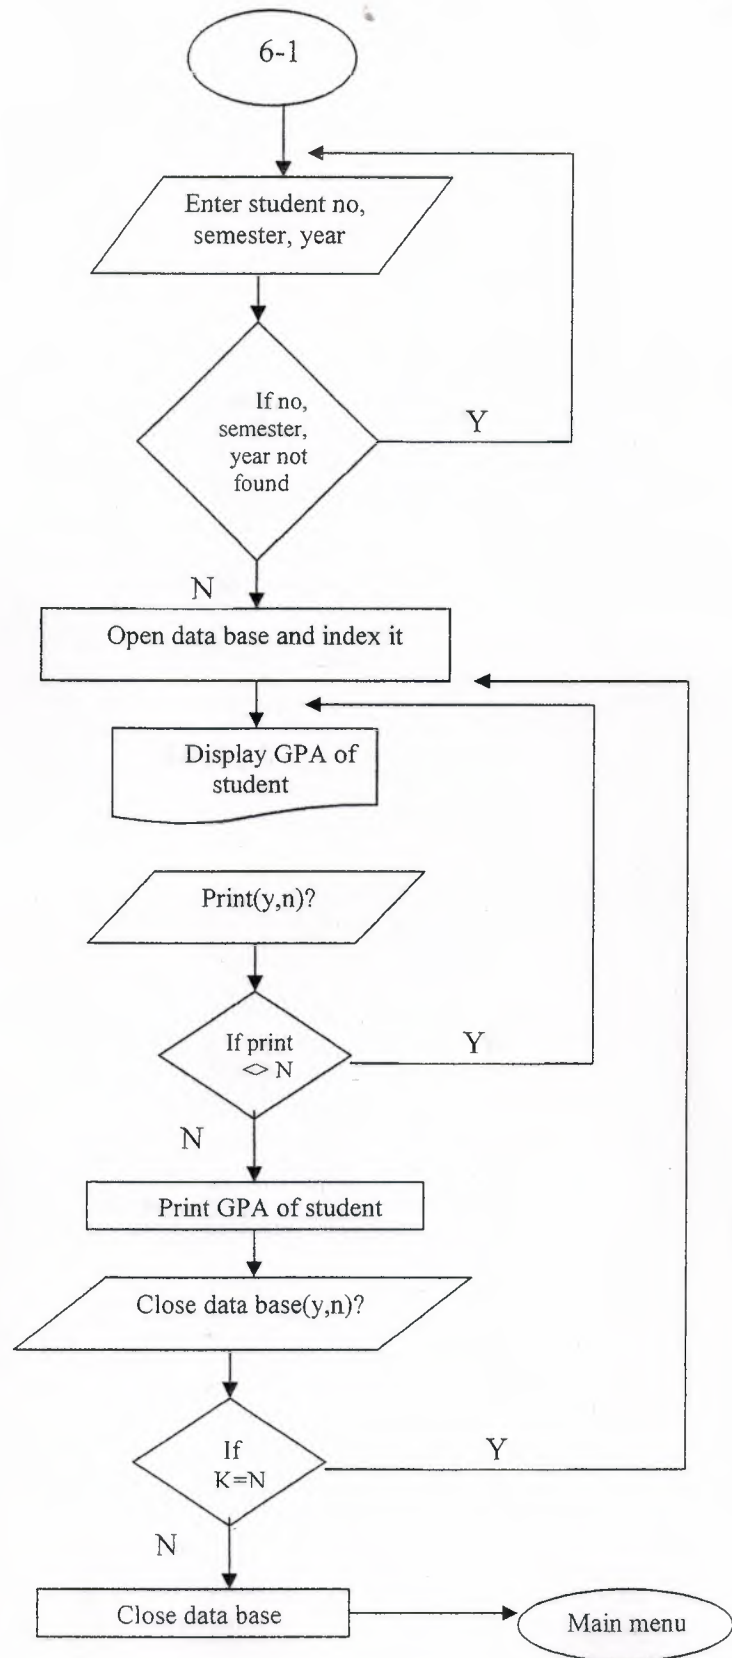 6-1
Enter student no,
semester, year
If no,
semester,
year not
found
Y
N
Open data base and index it
Display GPA of
student
Print(y,n)?
If print
<> N
Y
N
Print GPA of student
Close data base(y,n)?
If
K=N
Y
N
Close data base
Main menu